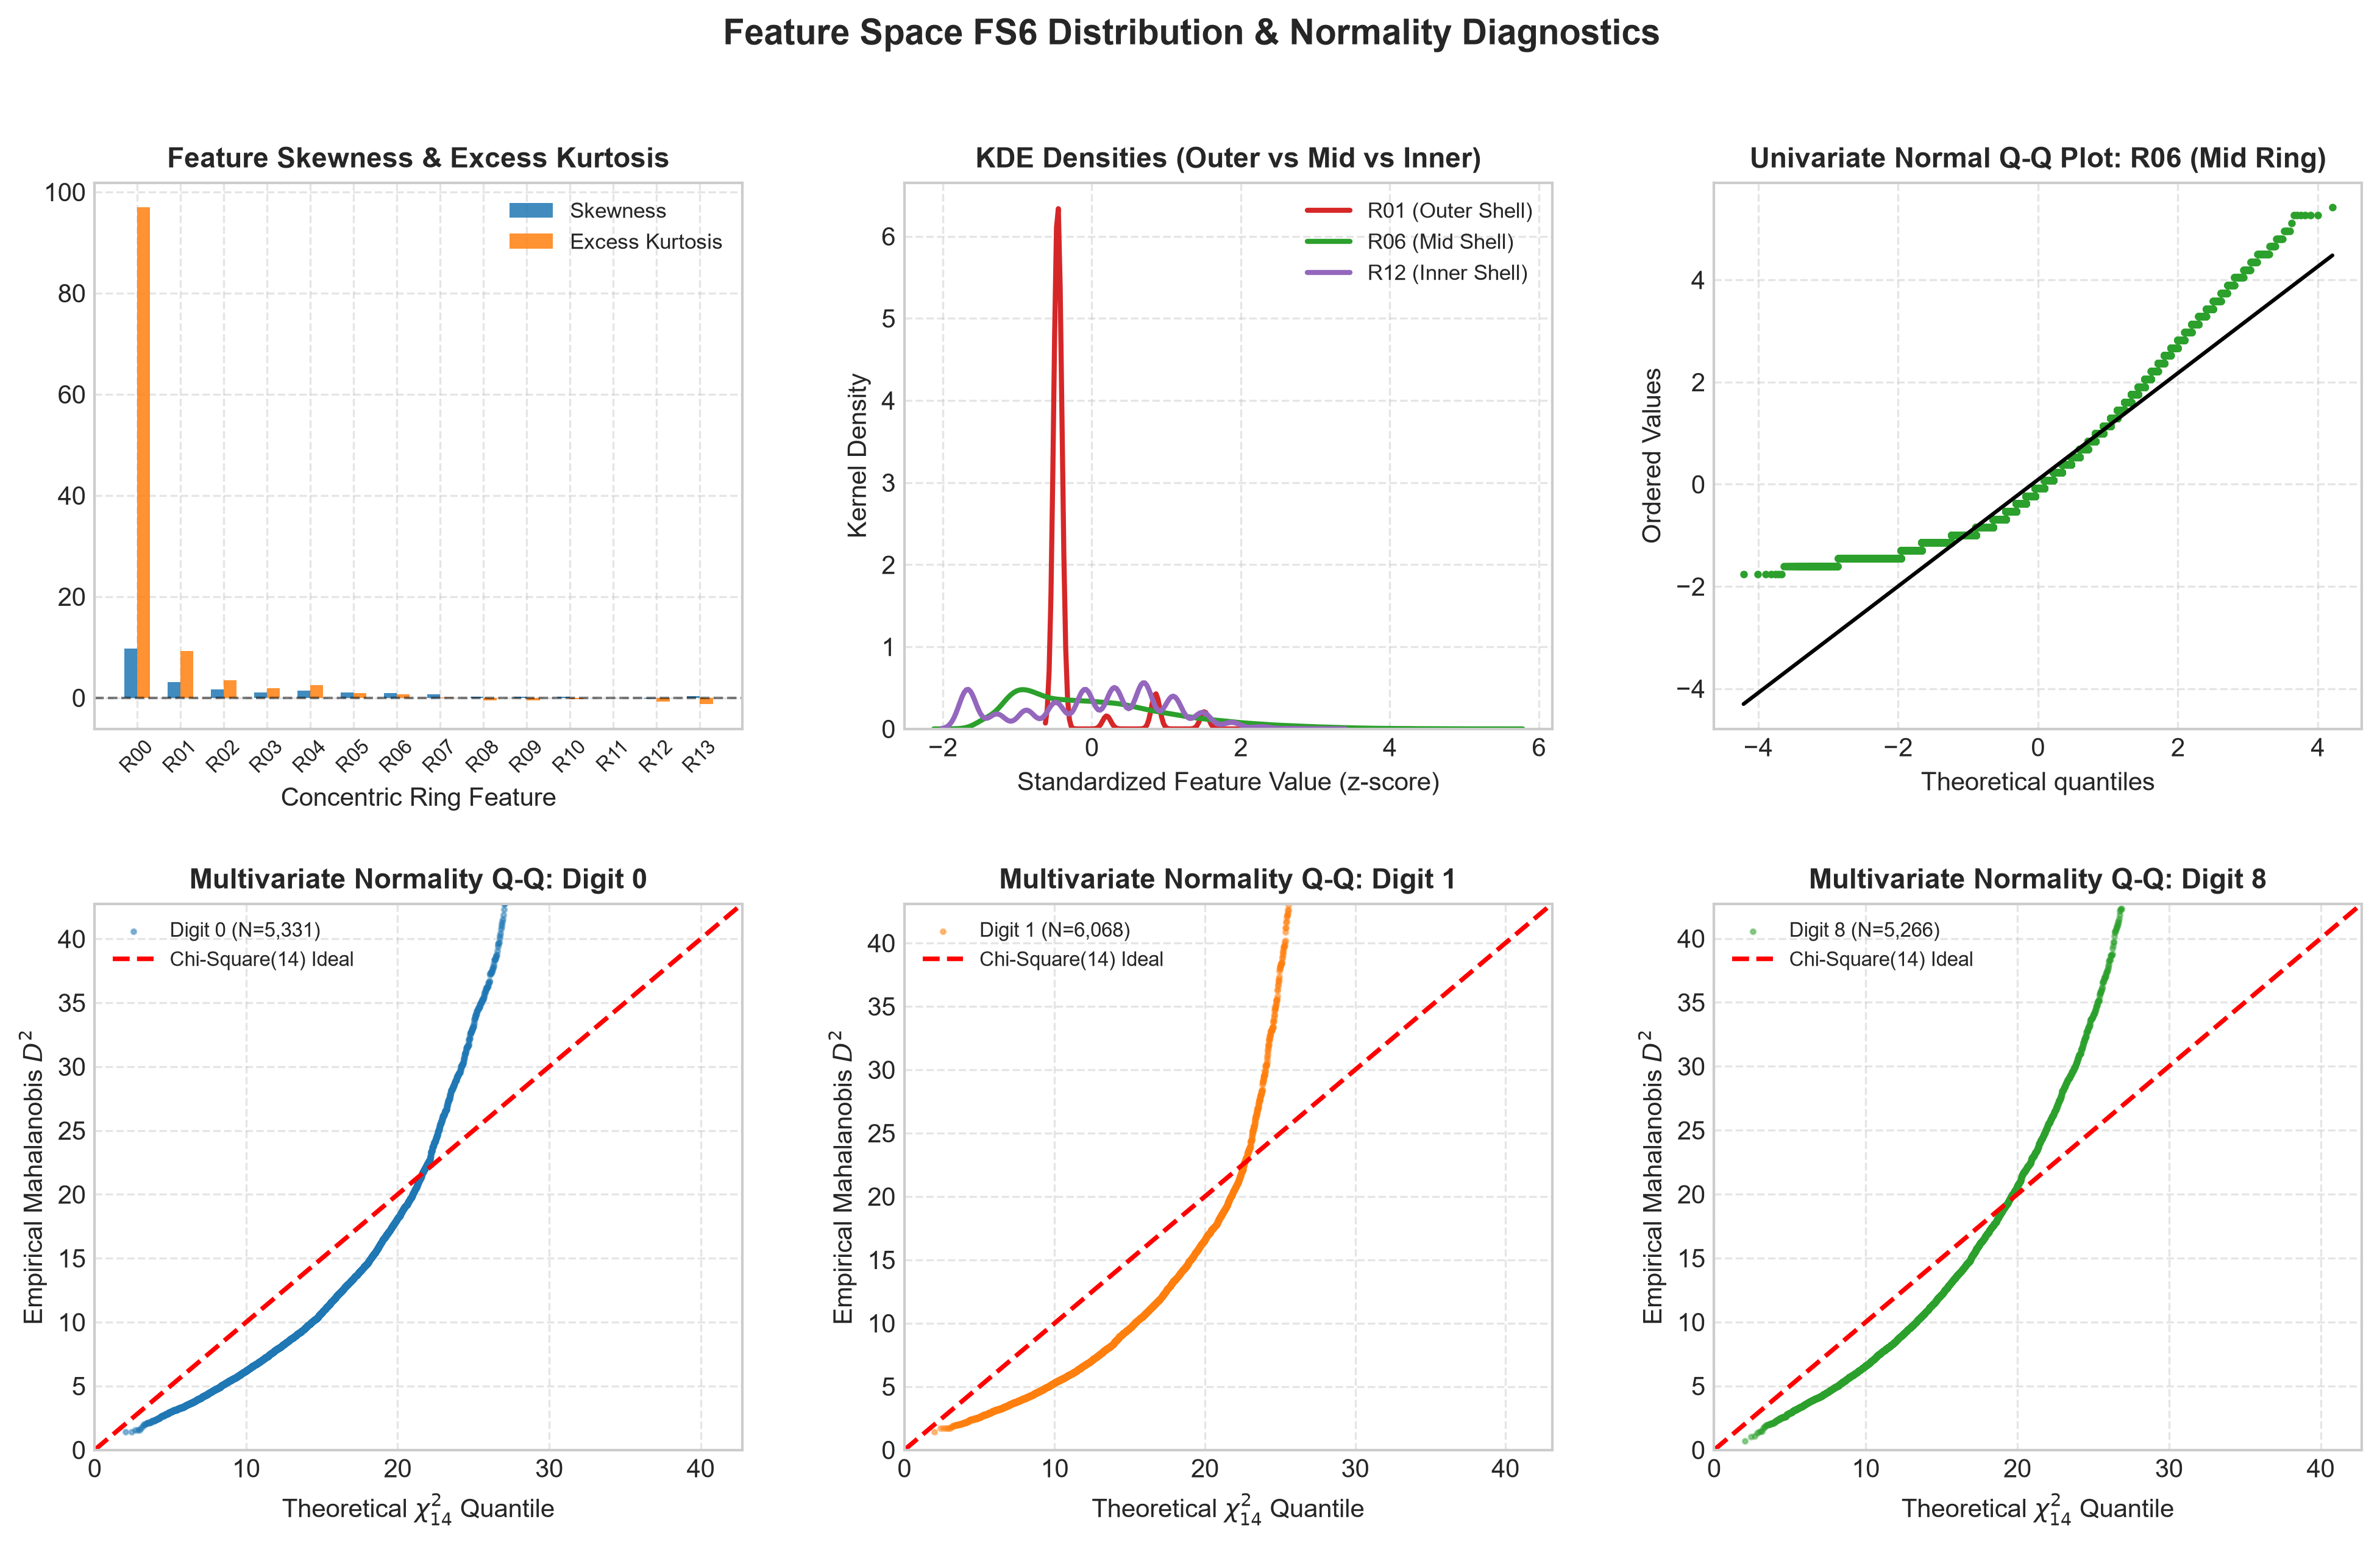 Feature Space FS6 Distribution & Normality Diagnostics
Feature Skewness & Excess Kurtosis
Skewness
Excess Kurtosis
100
80
60
40
20
0
R00 R01 R02 R03 R04 R05 R06 R07 R08 R09 R10 R11 R12 R13
Concentric Ring Feature
KDE Densities (Outer vs Mid vs Inner)
R01 (Outer Shell)
R06 (Mid Shell)
R12 (Inner Shell)
Kernel Density
6
5
4
3
2
1
0
−2 0 2 4 6
Standardized Feature Value (z-score)
Univariate Normal Q-Q Plot: R06 (Mid Ring)
Ordered Values
4
2
0
−2
−4
−4 −2 0 2 4
Theoretical quantiles
Multivariate Normality Q-Q: Digit 0
Digit 0 (N=5,331)
Chi-Square(14) Ideal
Empirical Mahalanobis D²
40
35
30
25
20
15
10
5
0
0 10 20 30 40
Theoretical χ²₁₄ Quantile
Multivariate Normality Q-Q: Digit 1
Digit 1 (N=6,068)
Chi-Square(14) Ideal
Empirical Mahalanobis D²
40
35
30
25
20
15
10
5
0
0 10 20 30 40
Theoretical χ²₁₄ Quantile
Multivariate Normality Q-Q: Digit 8
Digit 8 (N=5,266)
Chi-Square(14) Ideal
Empirical Mahalanobis D²
40
35
30
25
20
15
10
5
0
0 10 20 30 40
Theoretical χ²₁₄ Quantile